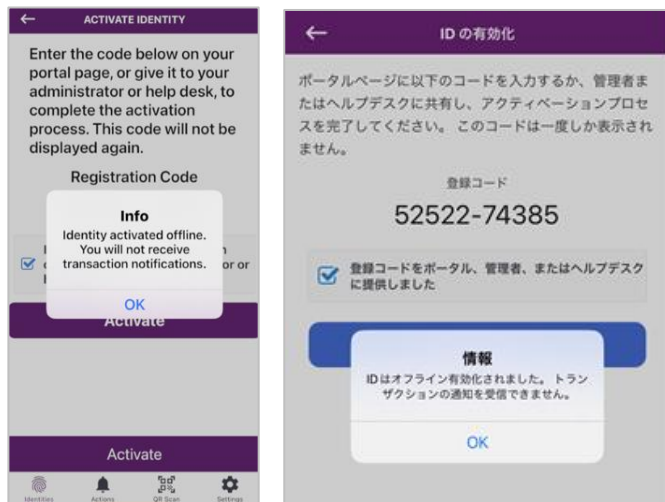 ACTIVATE IDENTITY
Enter the code below on your
portal page, or give it to your
administrator or help desk, to
complete the activation
process. This code will not be
displayed again.
Registration Code
Info
Identity activated offline.
You will not receive
transaction notifications.
or or
OK
Activate
Activate
Identities
Actions
QR Scan
Settings
ID の有効化
ポータルページに以下のコードを入力するか、管理者ま
たはヘルプデスクに共有し、アクティベーションプロセ
スを完了してください。 このコードは一度しか表示され
ません。
登録コード
52522-74385
登録コードをポータル、管理者、またはヘルプデスク
に提供しました
情報
IDはオフライン有効化されました。トラン
ザクションの通知を受信できません。
OK